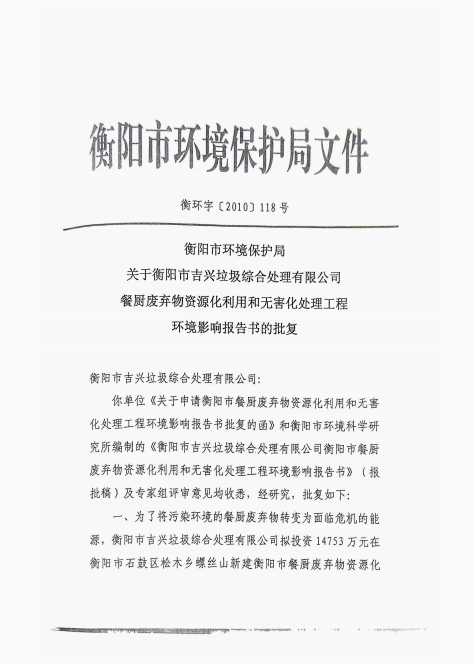 衡阳市环境保护局文件
衡环字〔2010〕118号
衡阳市环境保护局
关于衡阳市吉兴垃圾综合处理有限公司
餐厨废弃物资源化利用和无害化处理工程
环境影响报告书的批复
衡阳市吉兴垃圾综合处理有限公司：
你单位《关于申请衡阳市餐厨废弃物资源化利用和无害
化处理工程环境影响报告书批复的函》和衡阳市环境科学研
究所编制的《衡阳市吉兴垃圾综合处理有限公司衡阳市餐厨
废弃物资源化利用和无害化处理工程环境影响报告书》（报
批稿）及专家组评审意见均收悉，经研究，批复如下：
一、为了将污染环境的餐厨废弃物转变为面临危机的能
源，衡阳市吉兴垃圾综合处理有限公司拟投资 14753 万元在
衡阳市石鼓区松木乡螺丝山新建衡阳市餐厨废弃物资源化